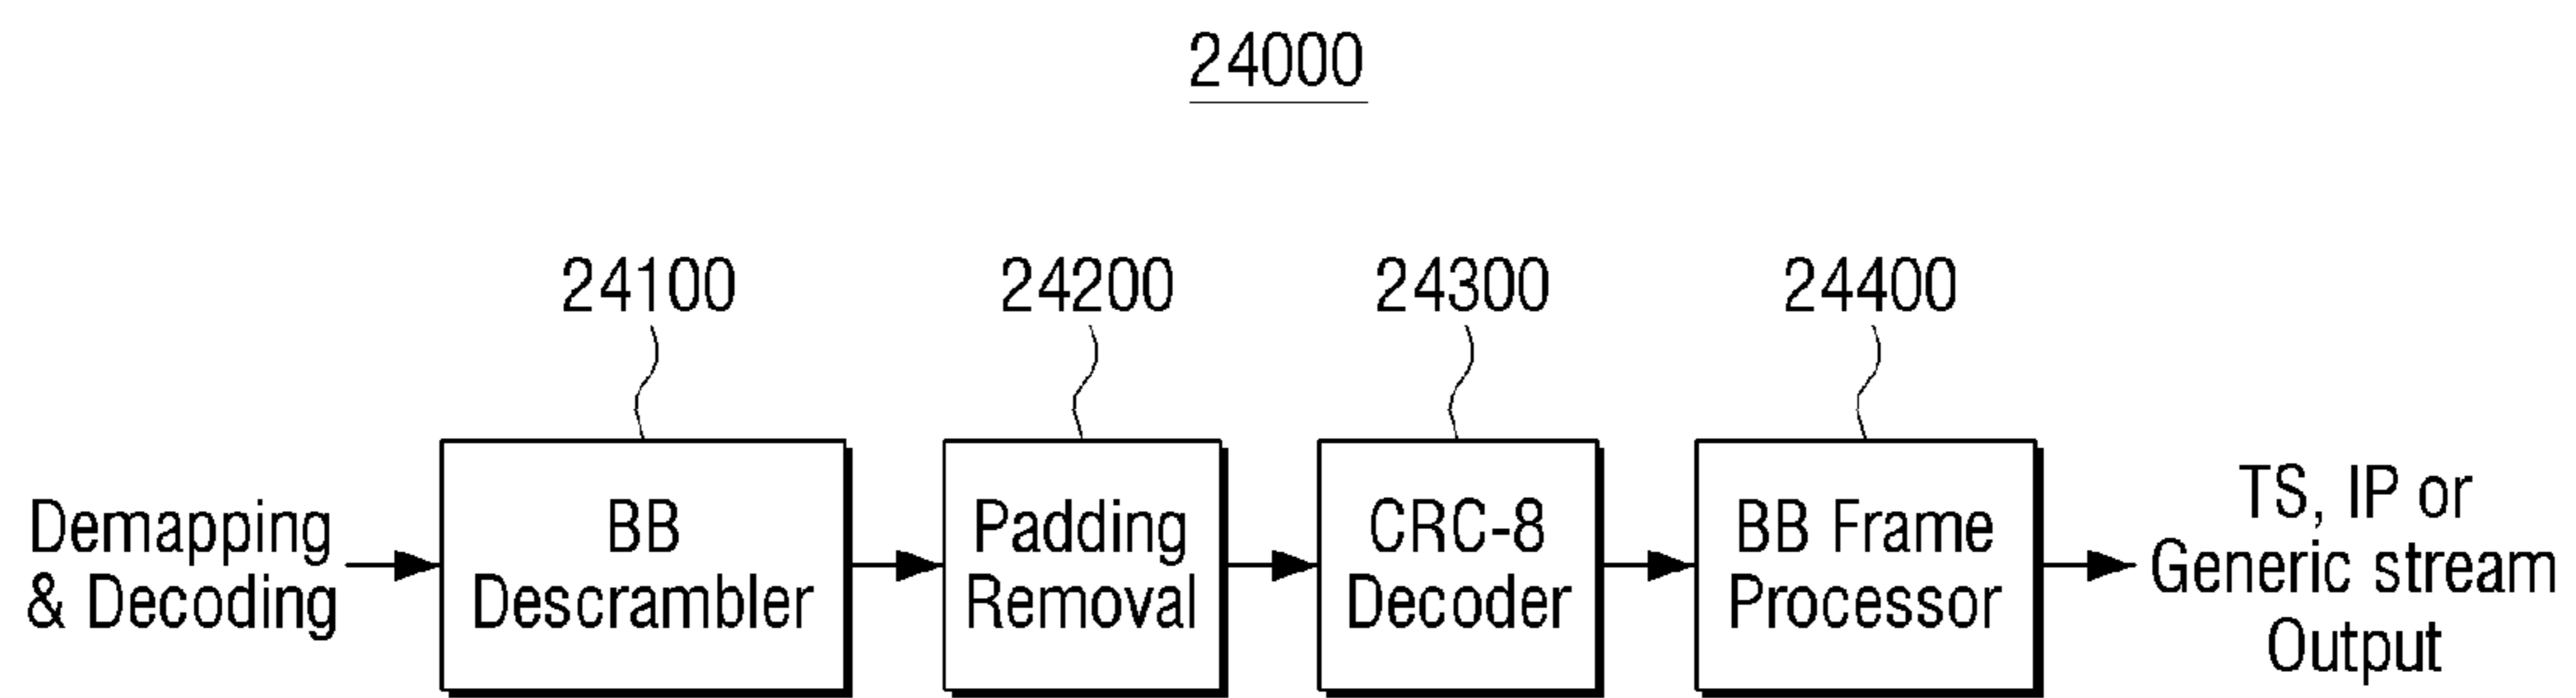 24000
24100
24200
24300
24400
Demapping
& Decoding
BB
Descrambler
Padding
Removal
CRC-8
Decoder
BB Frame
Processor
TS, IP or
Generic stream
Output